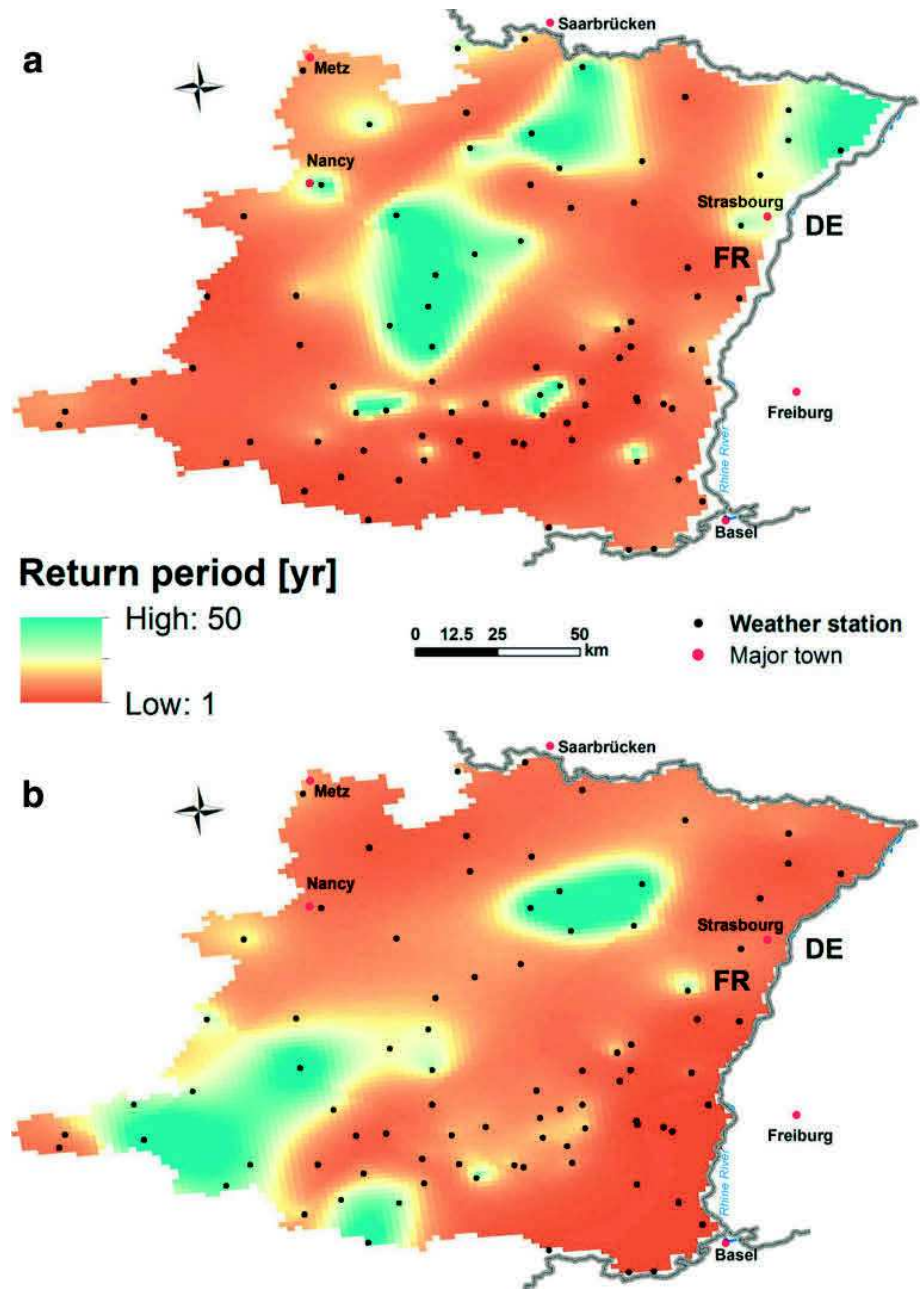 Saarbrücken
a
Metz
Nancy
Strasbourg
DE
FR
Freiburg
Rhine River
Basel
Return period [yr]
High: 50
Low: 1
0 12.5 25 50
km
Weather station
Major town
Saarbrücken
b
Metz
Nancy
Strasbourg
DE
FR
Freiburg
Rhine River
Basel